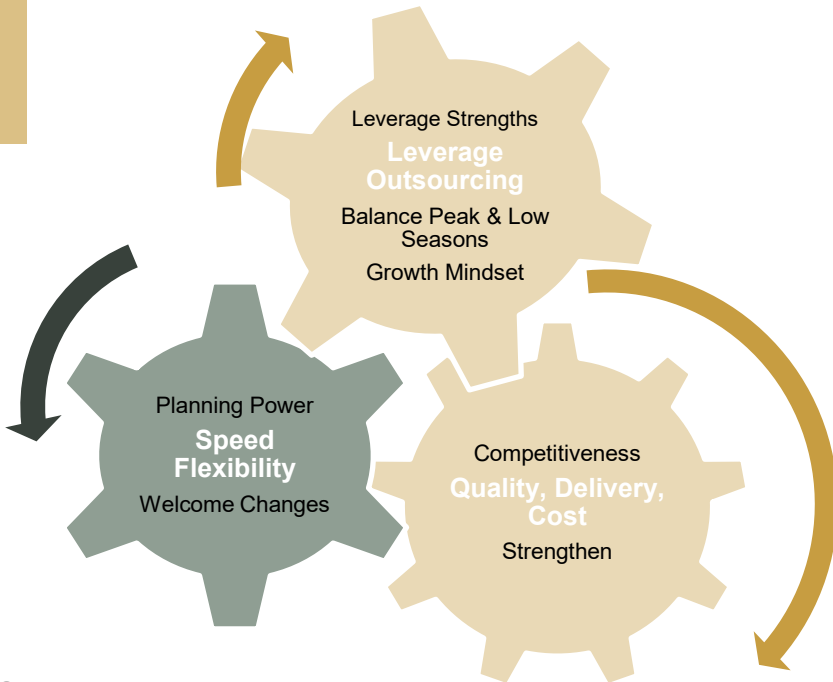 Leverage Strengths
Leverage
Outsourcing
Balance Peak & Low
Seasons
Growth Mindset
Planning Power
Speed
Flexibility
Welcome Changes
Competitiveness
Quality, Delivery,
Cost
Strengthen